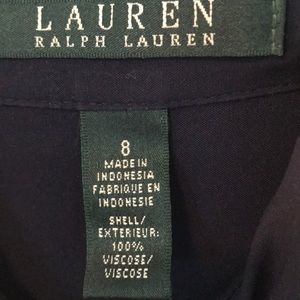 LAUREN
RALPH LAUREN
8
MADE IN
INDONESIA
FABRIQUE EN
INDONESIE
SHELL/
EXTERIEUR:
100%
VISCOSE/
VISCOSE